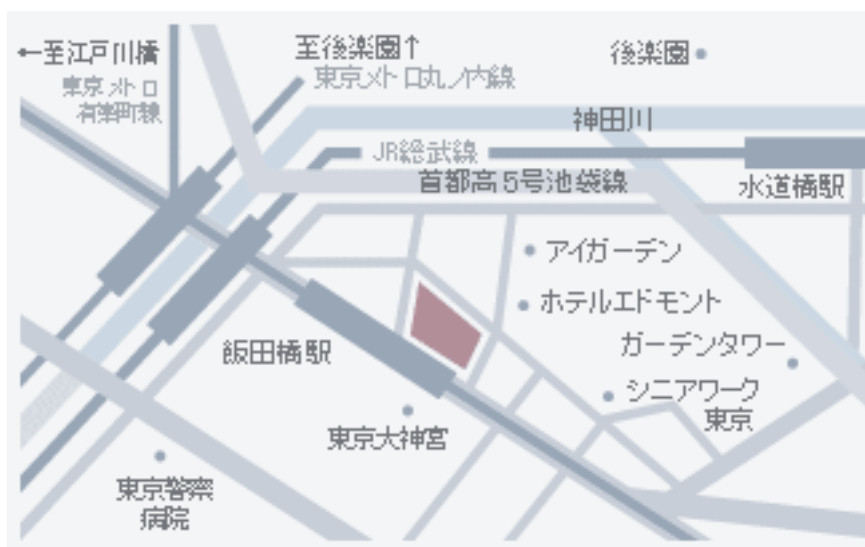 ←至江戸川橋
東京メトロ
有楽町線
至後楽園↑
東京メトロ丸ノ内線
後楽園
神田川
JR総武線
首都高5号池袋線
水道橋駅
アイガーデン
ホテルエドモント
ガーデンタワー
シニアワーク
東京
飯田橋駅
東京大神宮
東京警察
病院